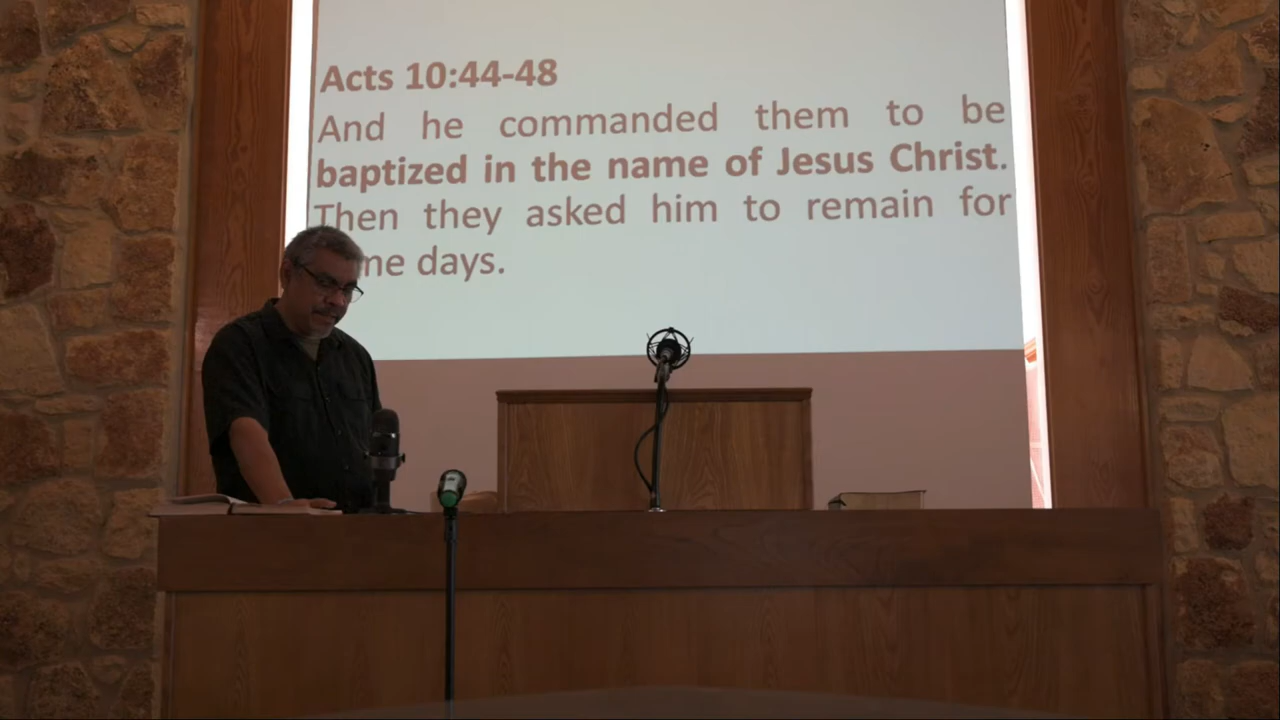 Acts 10:44-48
And he commanded them to be
baptized in the name of Jesus Christ.
Then they asked him to remain for
me days.